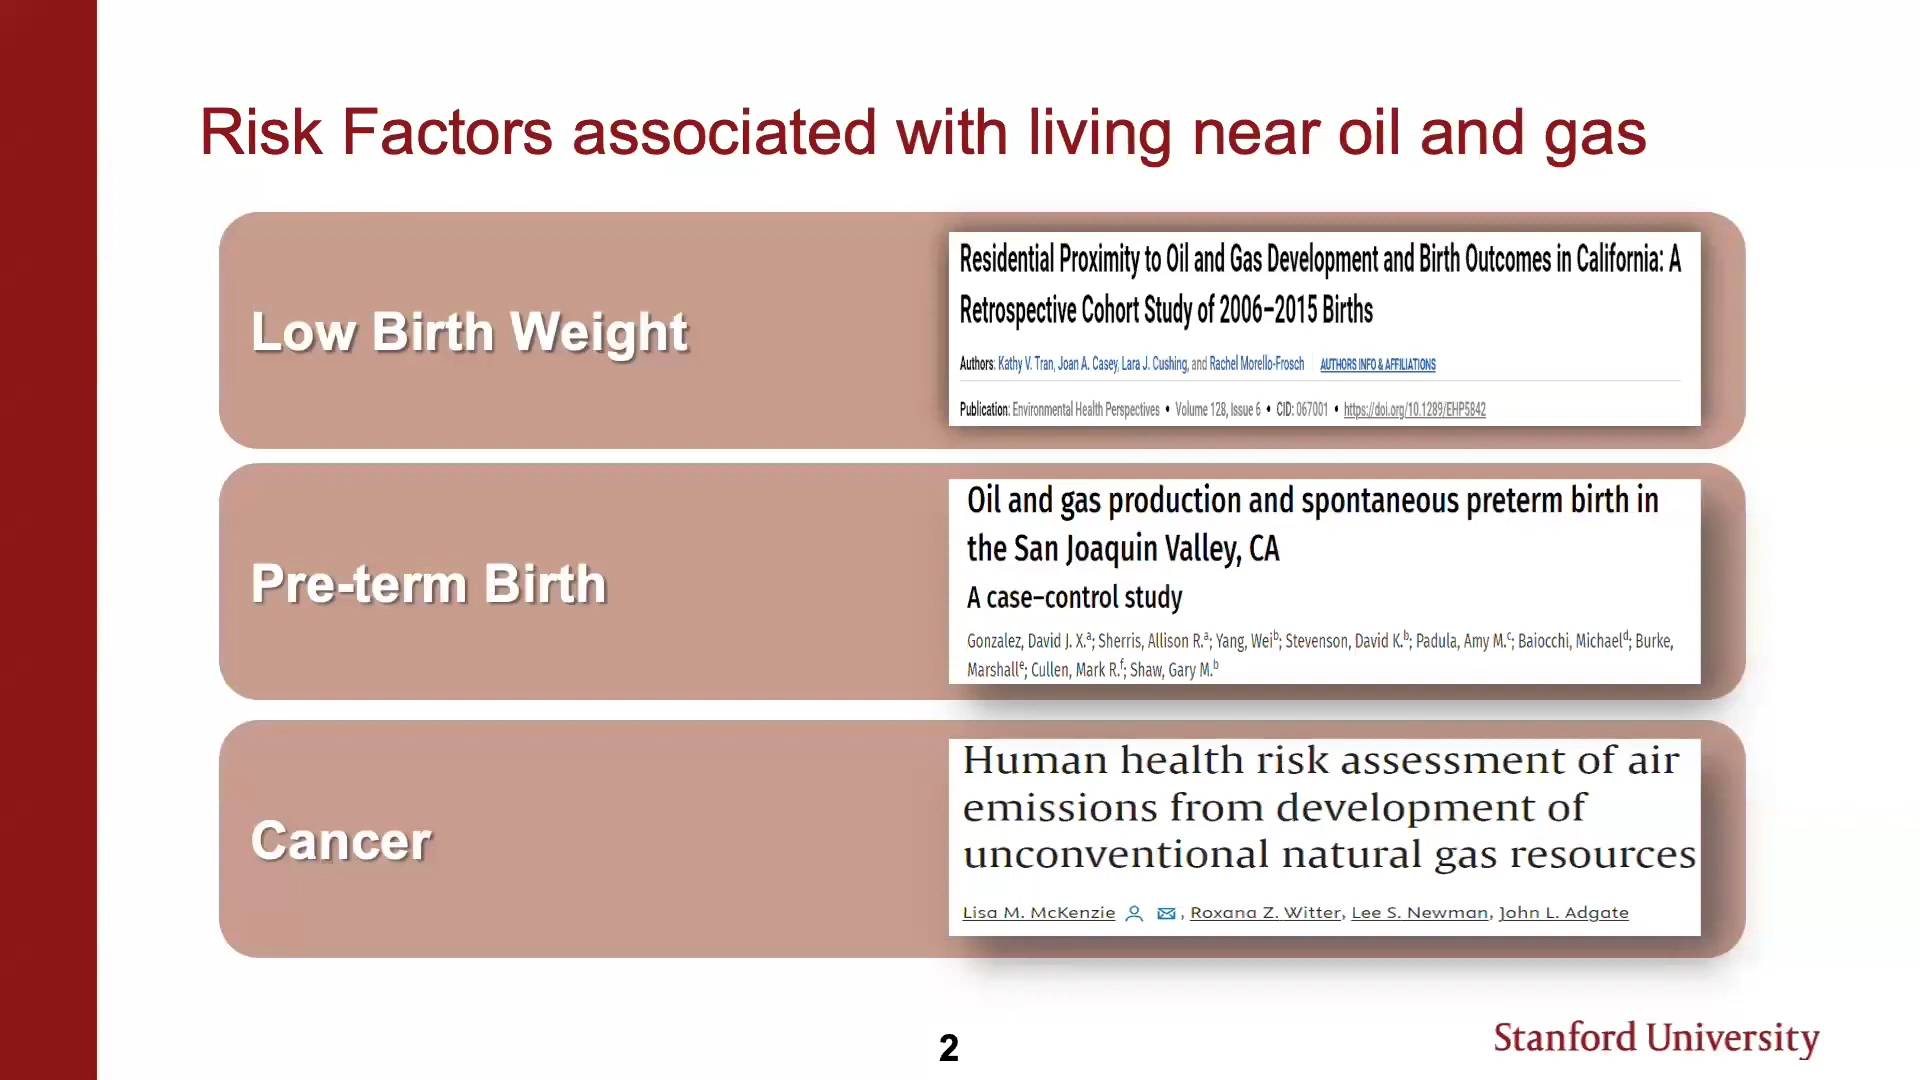 Risk Factors associated with living near oil and gas
Low Birth Weight
Residential Proximity to Oil and Gas Development and Birth Outcomes in California: A
Retrospective Cohort Study of 2006–2015 Births
Authors: Kathy V. Tran, Joan A. Casey, Lara J. Cushing, and Rachel Morello-Frosch AUTHORS INFO & AFFILIATIONS
Publication: Environmental Health Perspectives • Volume 128, Issue 6 • CID: 067001 • https://doi.org/10.1289/EHP5842
Pre-term Birth
Oil and gas production and spontaneous preterm birth in
the San Joaquin Valley, CA
A case–control study
Gonzalez, David J. X.a; Sherris, Allison R.a; Yang, Weib; Stevenson, David K.b; Padula, Amy M.c; Baiocchi, Michaeld; Burke,
Marshalle; Cullen, Mark R.f; Shaw, Gary M.b
Cancer
Human health risk assessment of air
emissions from development of
unconventional natural gas resources
Lisa M. McKenzie, Roxana Z. Witter, Lee S. Newman, John L. Adgate
2
Stanford University